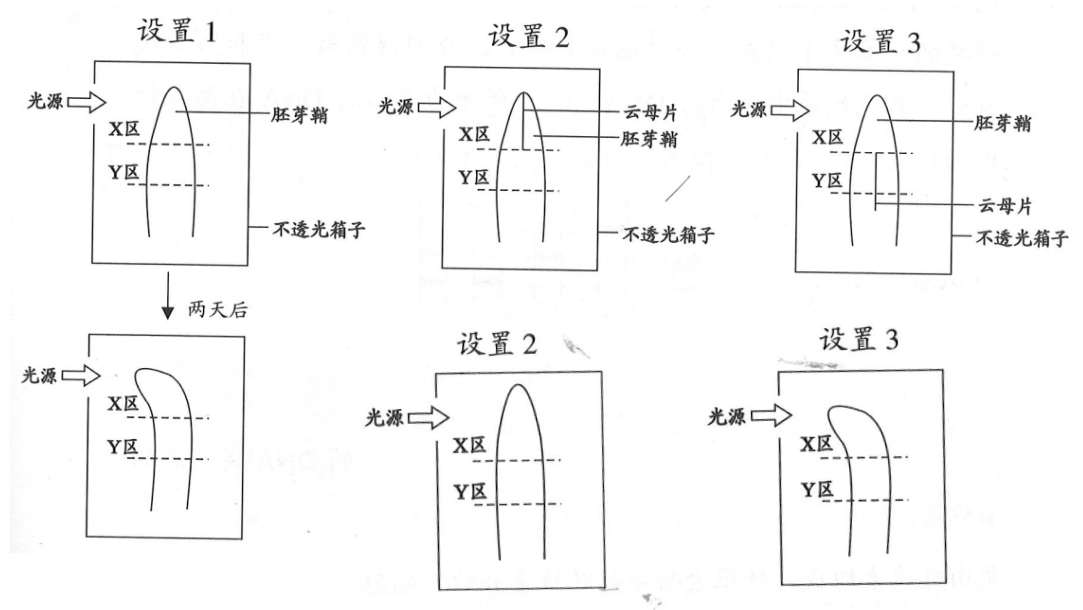 设置 1
设置 2
设置 3
光源
X区
Y区
胚芽鞘
不透光箱子
光源
X区
Y区
云母片
胚芽鞘
不透光箱子
光源
X区
Y区
胚芽鞘
云母片
不透光箱子
两天后
设置 2
设置 3
光源
X区
Y区
光源
X区
Y区
光源
X区
Y区